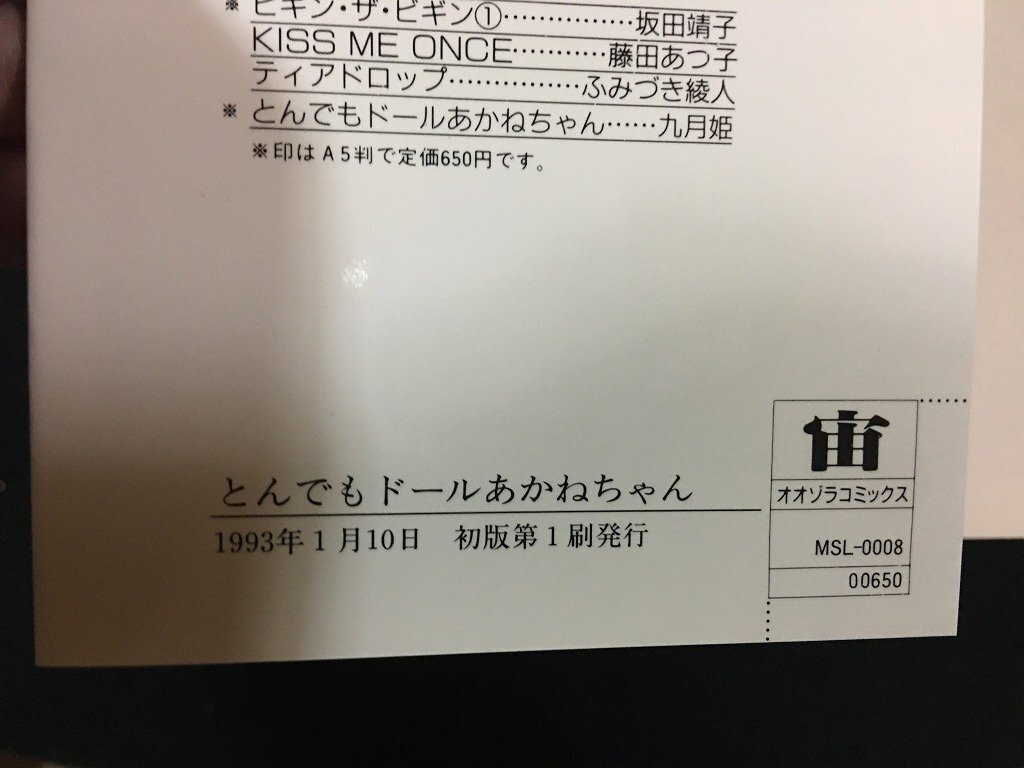 ※ ビギン・ザ・ビギン①……………坂田靖子
KISS ME ONCE…………藤田あつ子
ティアドロップ……………ふみづき綾人
※ とんでもドールあかねちゃん……九月姫
※印はA5判で定価650円です。
宙
オオゾラコミックス
とんでもドールあかねちゃん
1993年1月10日 初版第1刷発行
MSL-0008
00650